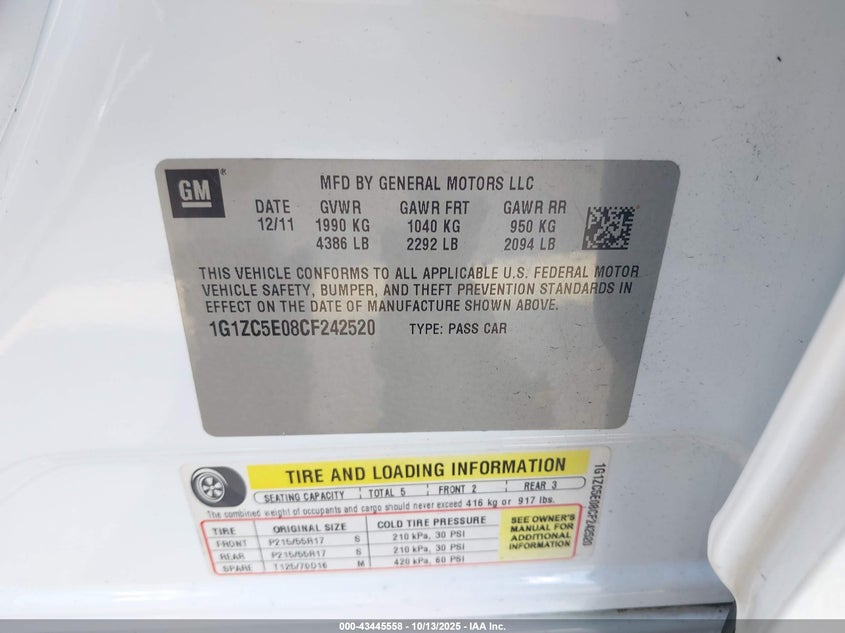 GM ®
MFD BY GENERAL MOTORS LLC
DATE GVWR GAWR FRT GAWR RR
12/11 1990 KG 1040 KG 950 KG
4386 LB 2292 LB 2094 LB
THIS VEHICLE CONFORMS TO ALL APPLICABLE U.S. FEDERAL MOTOR
VEHICLE SAFETY, BUMPER, AND THEFT PREVENTION STANDARDS IN
EFFECT ON THE DATE OF MANUFACTURE SHOWN ABOVE.
1G1ZC5E08CF242520 TYPE: PASS CAR
TIRE AND LOADING INFORMATION
SEATING CAPACITY TOTAL 5 FRONT 2 REAR 3
The combined weight of occupants and cargo should never exceed 416 kg or 917 lbs.
TIRE ORIGINAL SIZE COLD TIRE PRESSURE
FRONT P215/55R17 S 210 kPa, 30 PSI
REAR P215/55R17 S 210 kPa, 30 PSI
SPARE T125/70D16 M 420 kPa, 60 PSI
SEE OWNER'S
MANUAL FOR
ADDITIONAL
INFORMATION
1G1ZC5E08CF242520
000-43445558 - 10/13/2025 - IAA Inc.